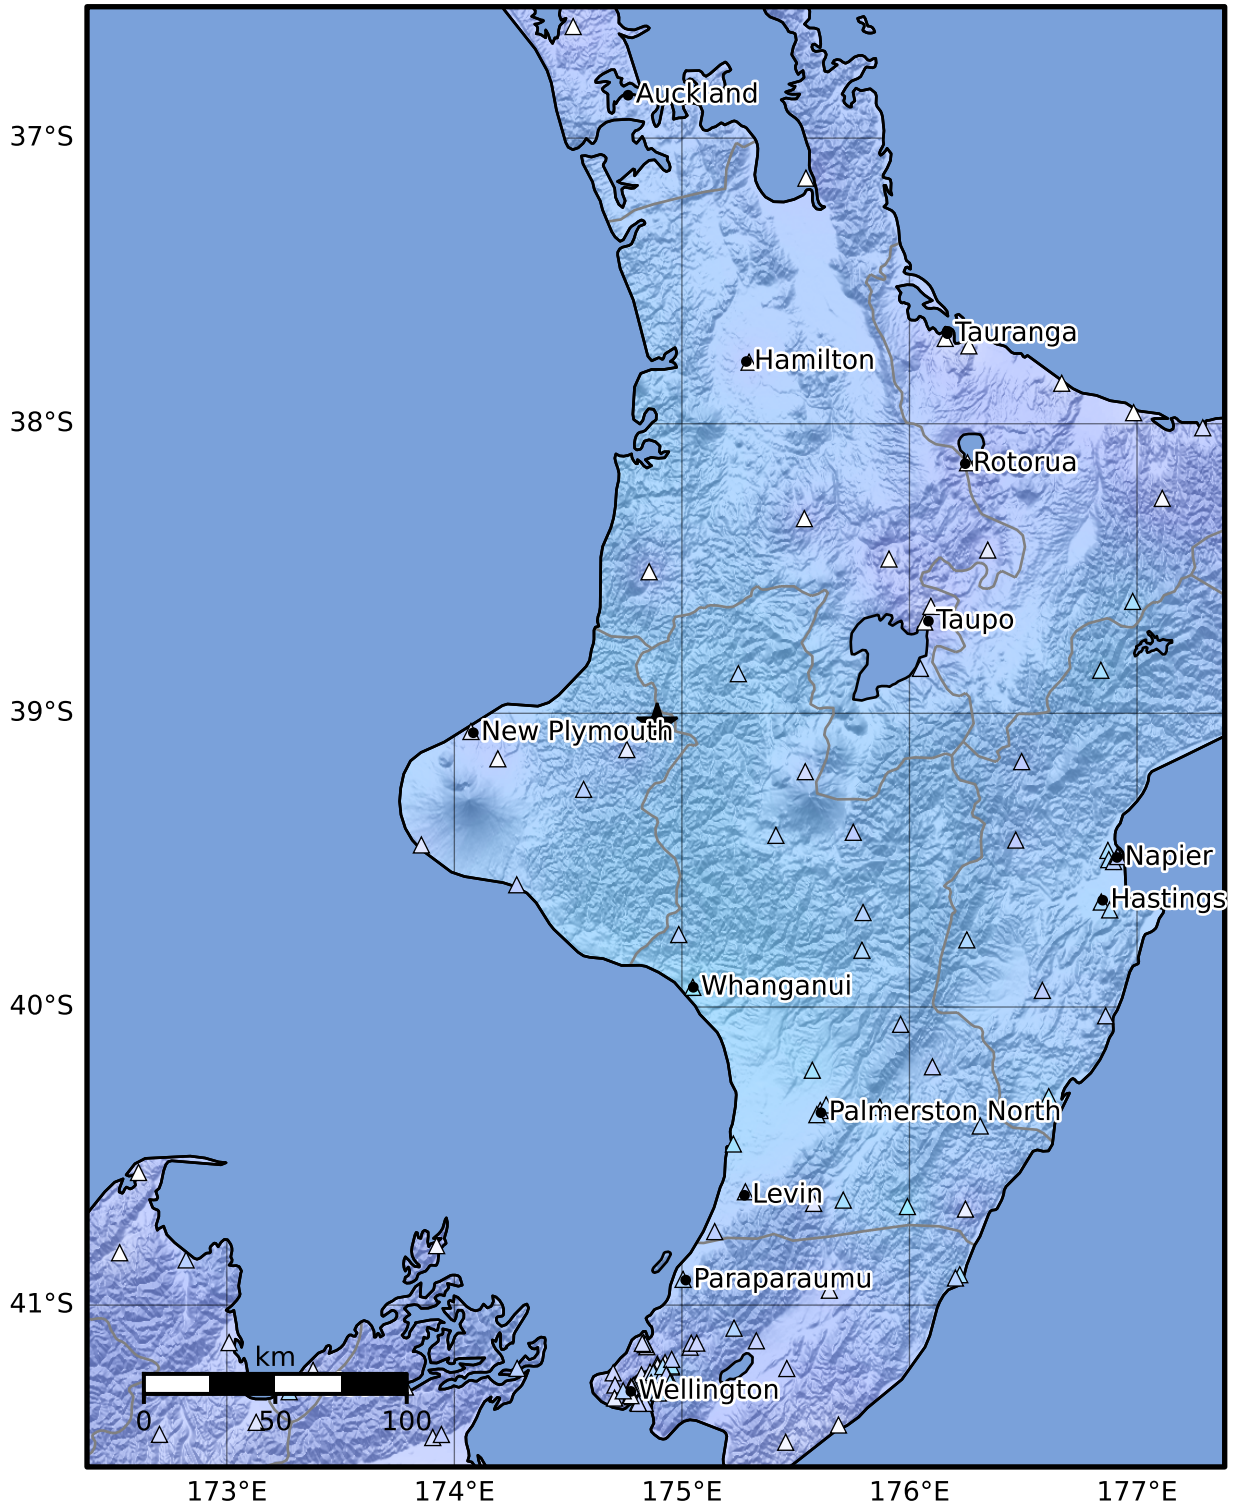 Auckland
37°S
Tauranga
Hamilton
38°S
Rotorua
Taupo
39°S
New Plymouth
Napier
Hastings
Whanganui
40°S
Palmerston North
Levin
Paraparaumu
41°S
km
Wellington
0 50 100
173°E 174°E 175°E 176°E 177°E